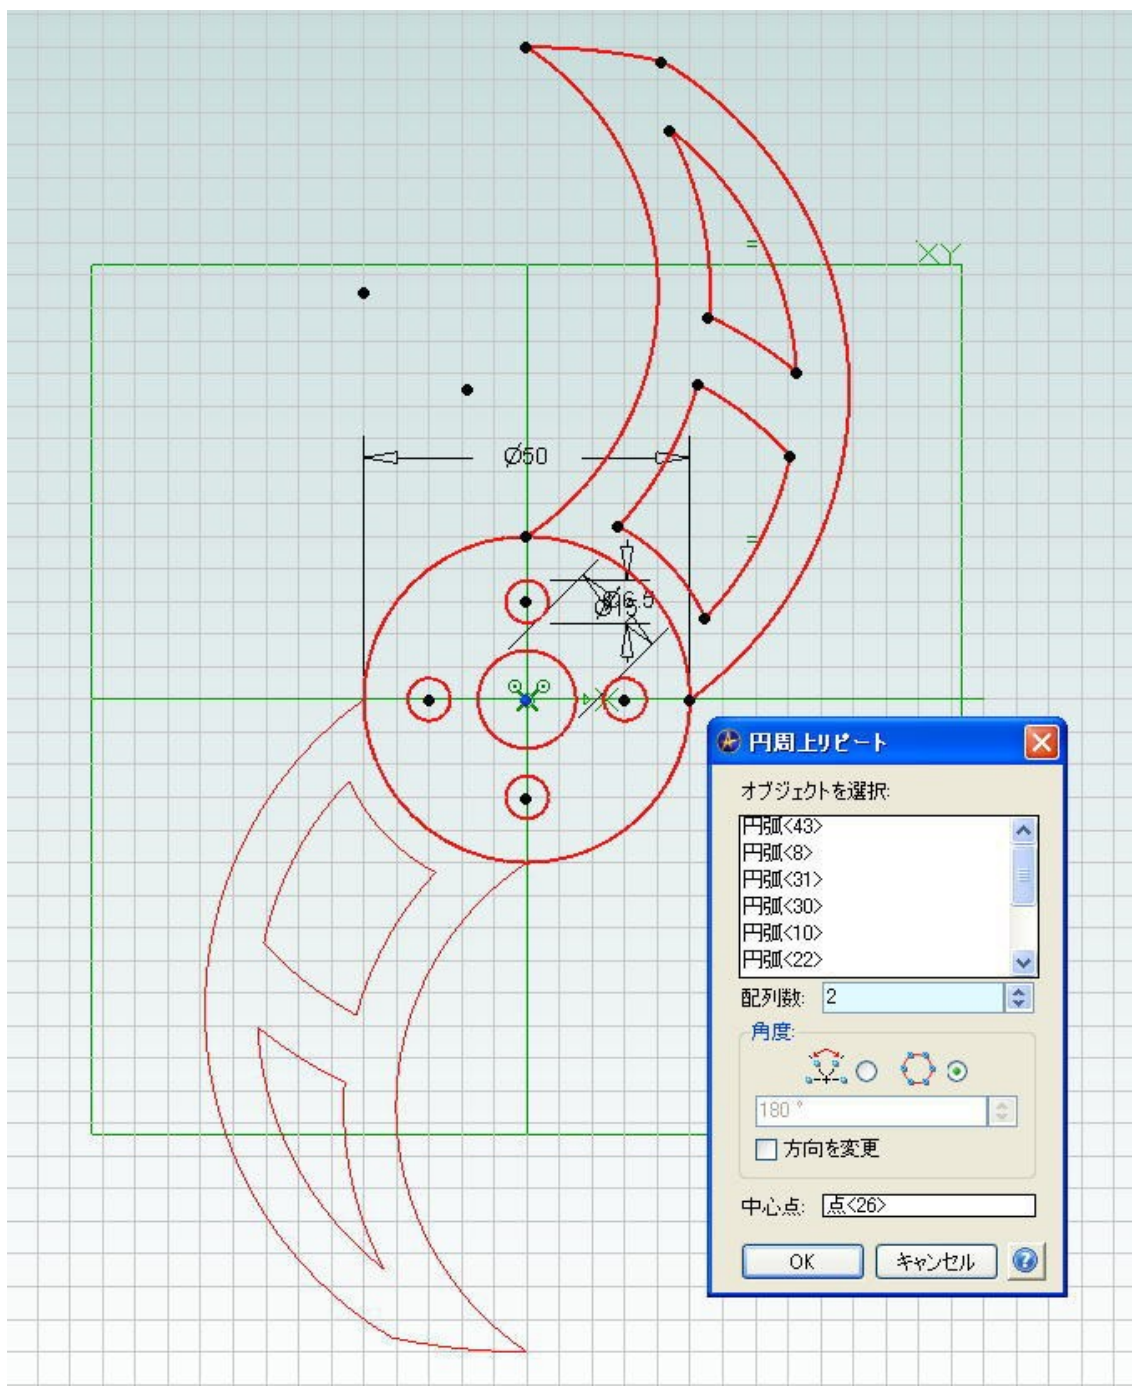 XY
Ø50
Ø6.5
Ø15
X
円周上リピート
オブジェクトを選択:
円弧<43>
円弧<8>
円弧<31>
円弧<30>
円弧<10>
円弧<22>
配列数: 2
角度:
180 °
方向を変更
中心点: 点<26>
OK キャンセル ?